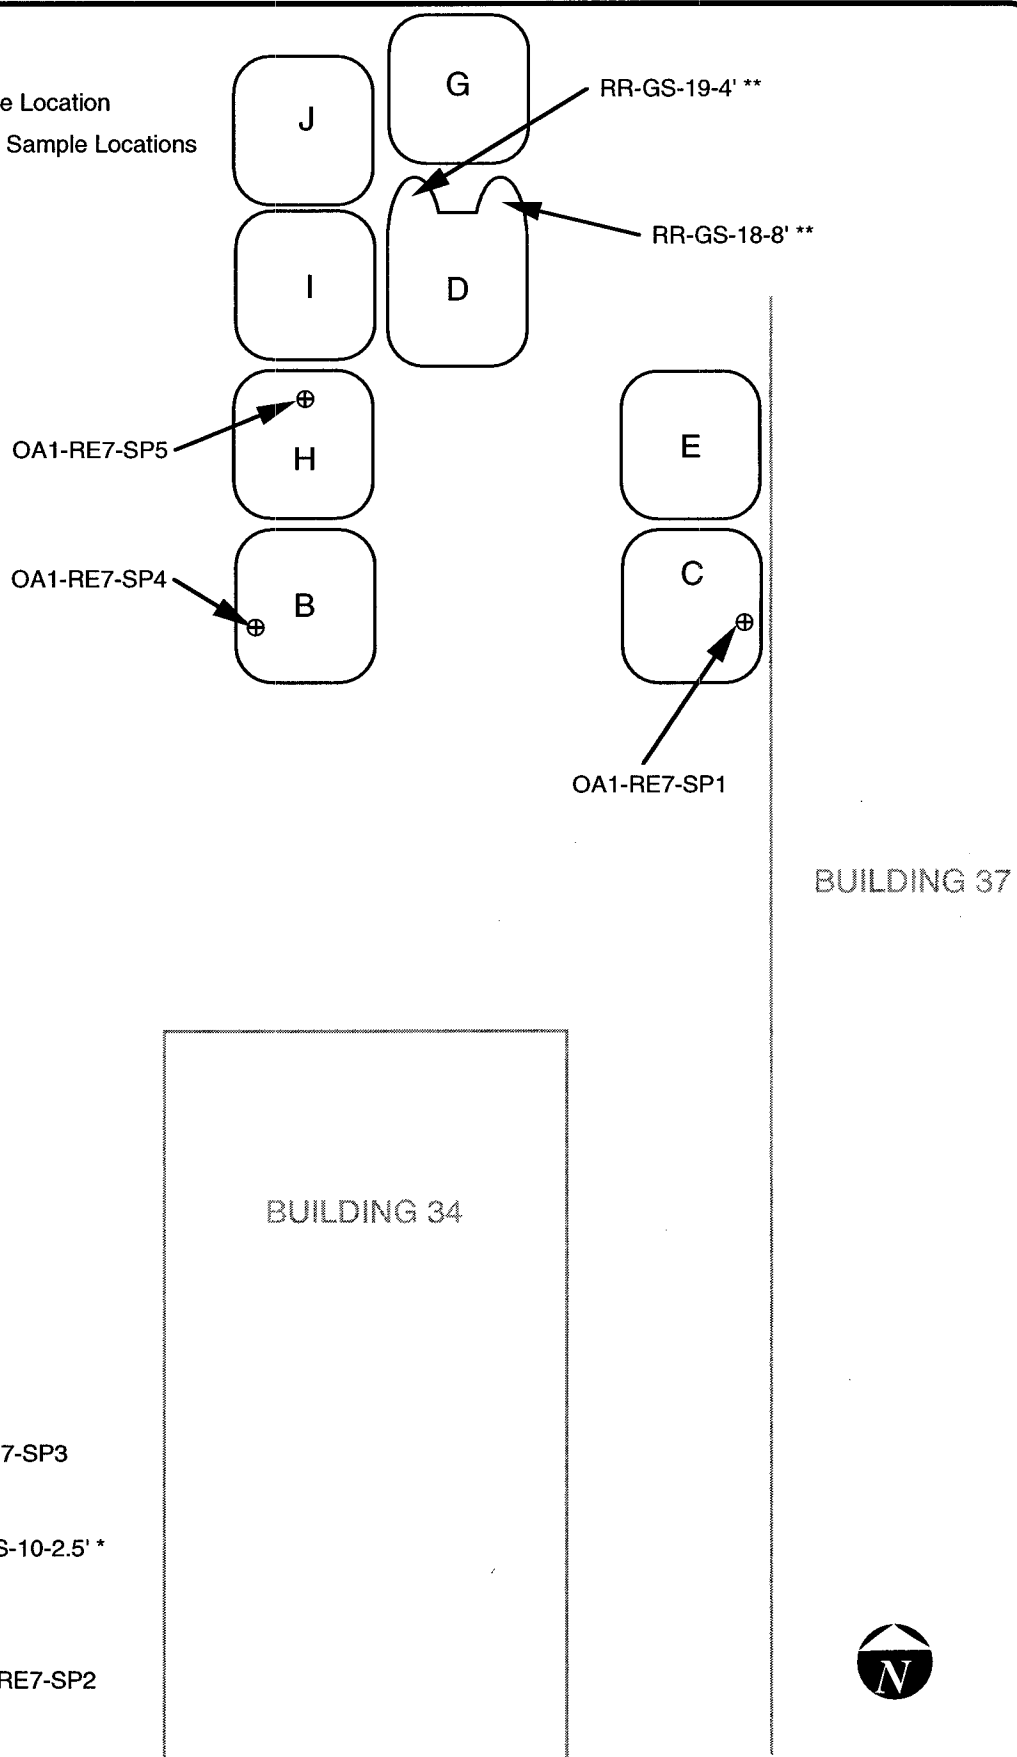 G
RR-GS-19-4' **
e Location
J
Sample Locations
RR-GS-18-8' **
I
D
OA1-RE7-SP5
H
E
OA1-RE7-SP4
B
C
OA1-RE7-SP1
BUILDING 37
BUILDING 34
7-SP3
S-10-2.5' *
RE7-SP2
N